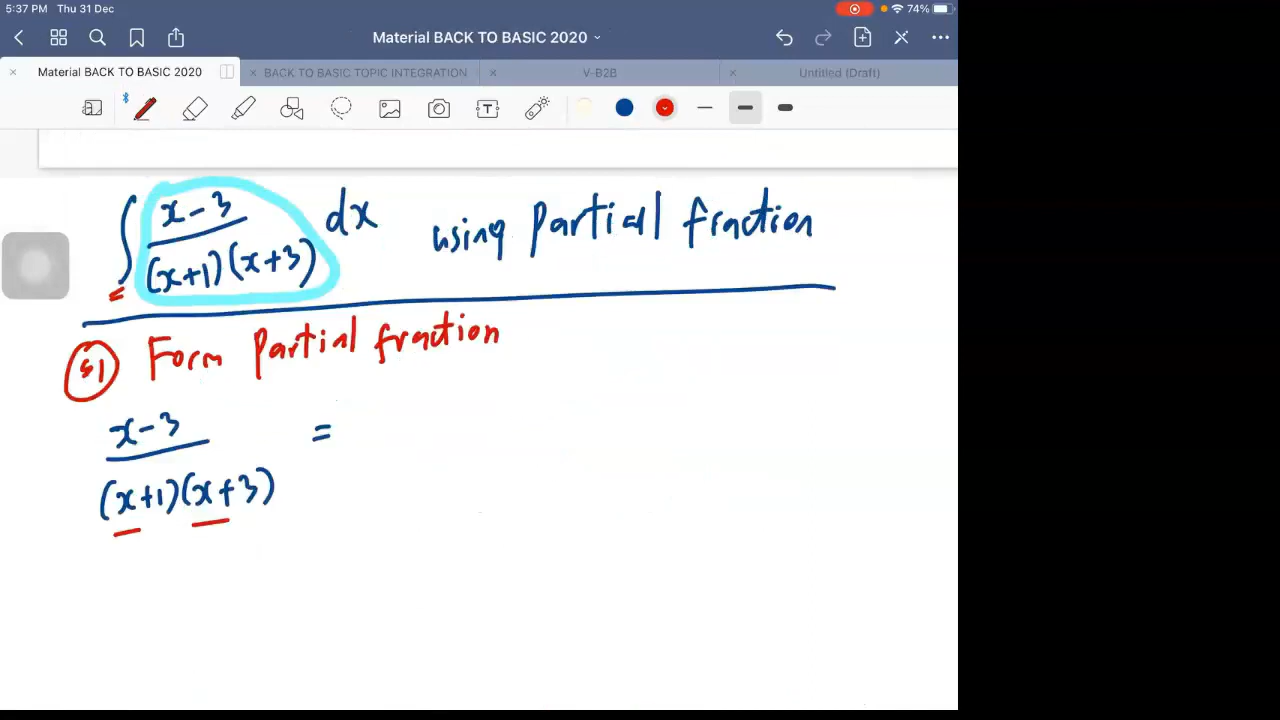 5:37 PM Thu 31 Dec 74%
Material BACK TO BASIC 2020
Material BACK TO BASIC 2020 BACK TO BASIC TOPIC INTEGRATION V-B2B Untitled (Draft)
T
∫ x-3 / (x+1)(x+3) dx using partial fraction
S1 Form partial fraction
x-3 / (x+1)(x+3) =